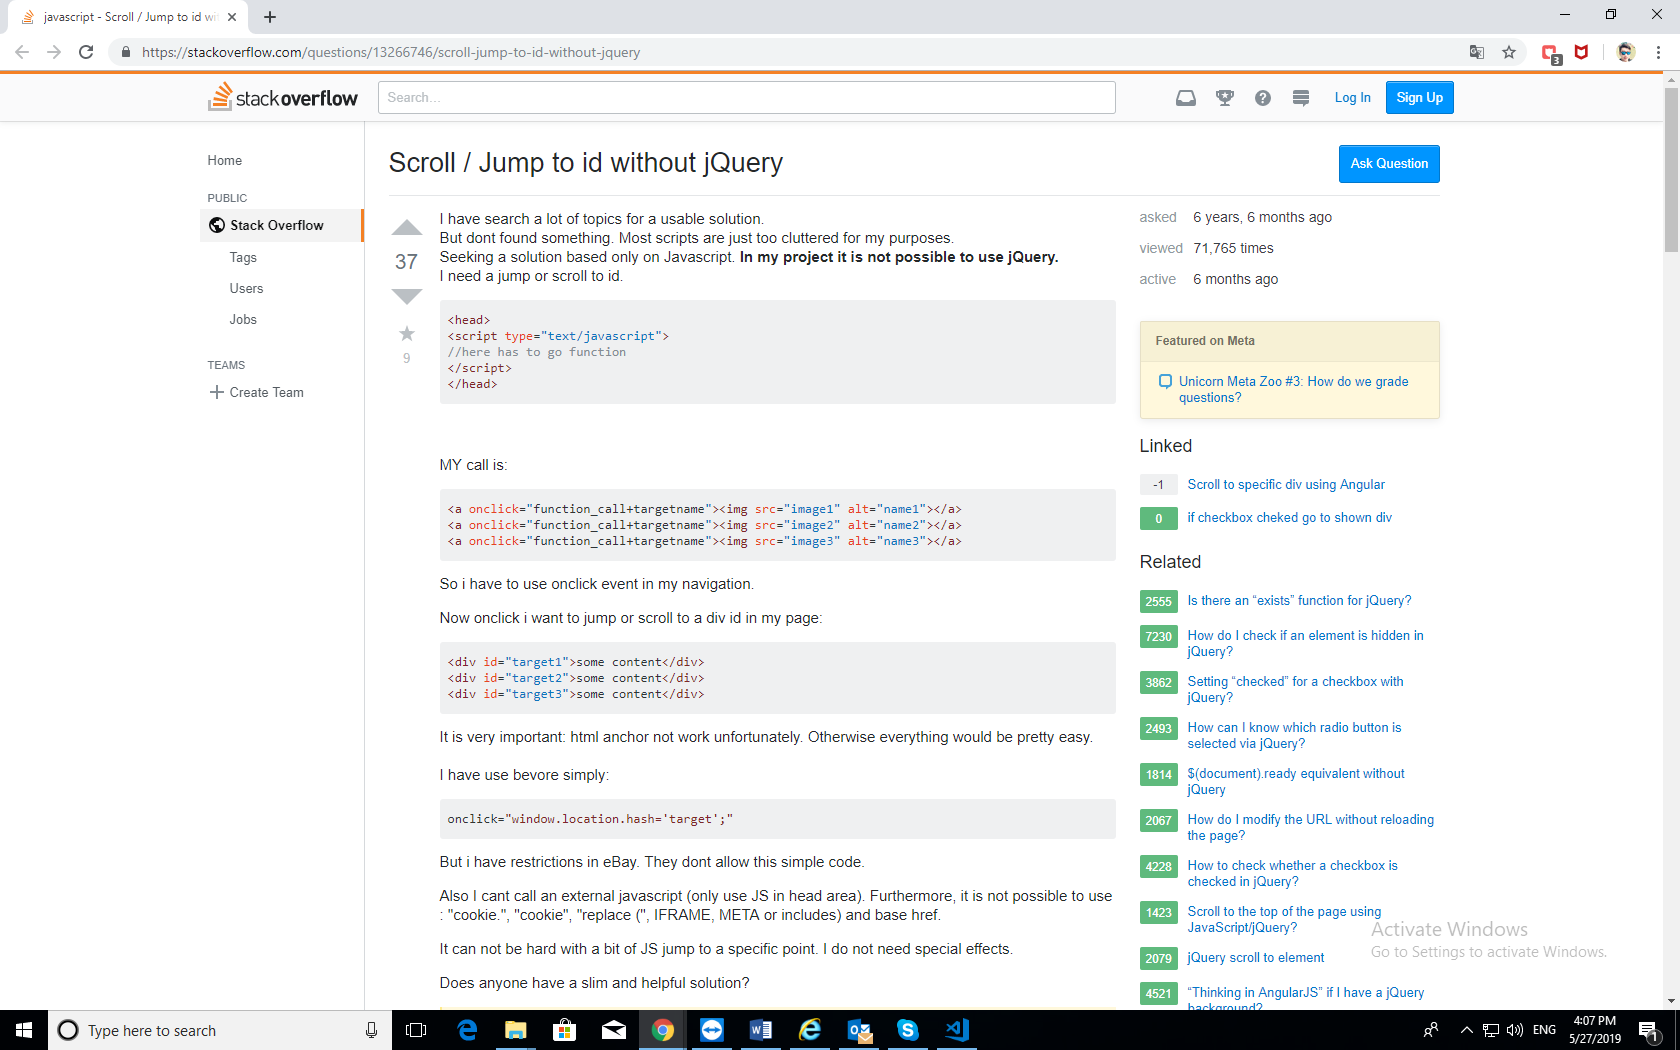 javascript - Scroll / Jump to id wit
https://stackoverflow.com/questions/13266746/scroll-jump-to-id-without-jquery
3
stackoverflow
Search...
Log In
Sign Up
Home
PUBLIC
Stack Overflow
Tags
Users
Jobs
TEAMS
Create Team
Scroll / Jump to id without jQuery
Ask Question
37
9
I have search a lot of topics for a usable solution.
But dont found something. Most scripts are just too cluttered for my purposes.
Seeking a solution based only on Javascript. In my project it is not possible to use jQuery.
I need a jump or scroll to id.
<head>
<script type="text/javascript">
//here has to go function
</script>
</head>
MY call is:
<a onclick="function_call+targetname"><img src="image1" alt="name1"></a>
<a onclick="function_call+targetname"><img src="image2" alt="name2"></a>
<a onclick="function_call+targetname"><img src="image3" alt="name3"></a>
So i have to use onclick event in my navigation.
Now onclick i want to jump or scroll to a div id in my page:
<div id="target1">some content</div>
<div id="target2">some content</div>
<div id="target3">some content</div>
It is very important: html anchor not work unfortunately. Otherwise everything would be pretty easy.
I have use bevore simply:
onclick="window.location.hash='target';"
But i have restrictions in eBay. They dont allow this simple code.
Also I cant call an external javascript (only use JS in head area). Furthermore, it is not possible to use
: "cookie.", "cookie", "replace (", IFRAME, META or includes) and base href.
It can not be hard with a bit of JS jump to a specific point. I do not need special effects.
Does anyone have a slim and helpful solution?
asked 6 years, 6 months ago
viewed 71,765 times
active 6 months ago
Featured on Meta
Unicorn Meta Zoo #3: How do we grade
questions?
Linked
-1 Scroll to specific div using Angular
0 if checkbox cheked go to shown div
Related
2555 Is there an “exists” function for jQuery?
7230 How do I check if an element is hidden in
jQuery?
3862 Setting “checked” for a checkbox with
jQuery?
2493 How can I know which radio button is
selected via jQuery?
1814 $(document).ready equivalent without
jQuery
2067 How do I modify the URL without reloading
the page?
4228 How to check whether a checkbox is
checked in jQuery?
1423 Scroll to the top of the page using
JavaScript/jQuery?
2079 jQuery scroll to element
4521 “Thinking in AngularJS” if I have a jQuery
background?
Activate Windows
Go to Settings to activate Windows.
Type here to search
ENG
4:07 PM
5/27/2019
1